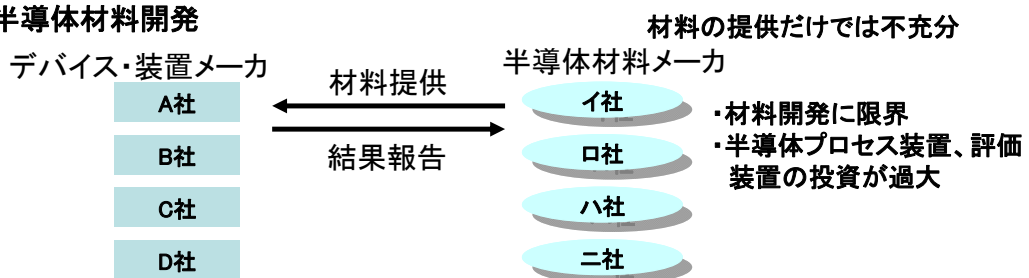 半導体材料開発
材料の提供だけでは不充分
デバイス・装置メーカ
半導体材料メーカ
材料提供
結果報告
A社
B社
C社
D社
イ社
ロ社
ハ社
ニ社
・材料開発に限界
・半導体プロセス装置、評価
装置の投資が過大